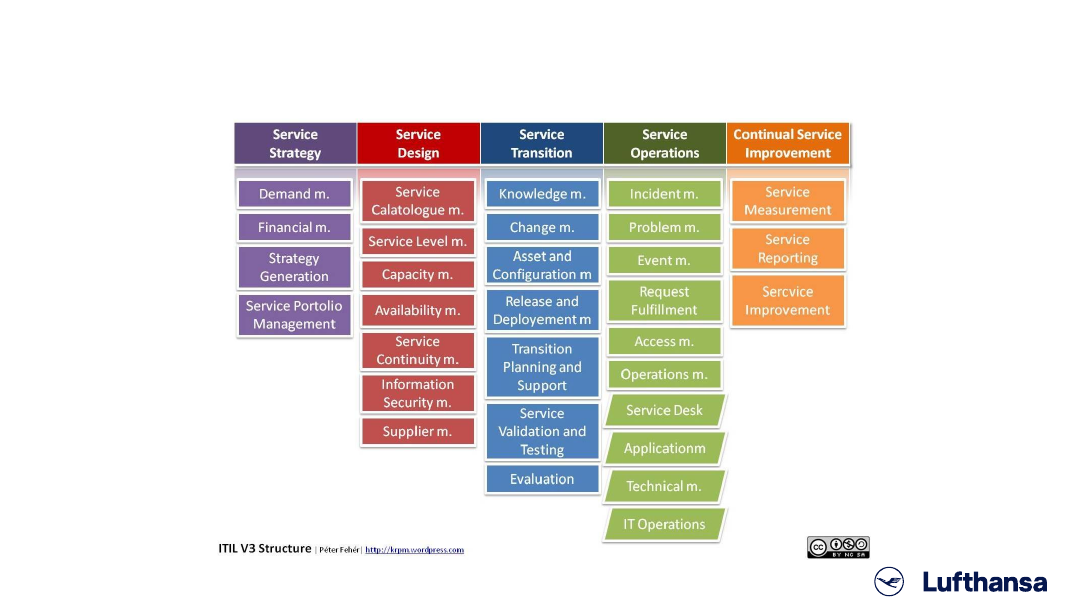 Service
Strategy
Demand m.
Financial m.
Strategy
Generation
Service Portolio
Management
Service
Design
Service
Calatologue m.
Service Level m.
Capacity m.
Availability m.
Service
Continuity m.
Information
Security m.
Supplier m.
Service
Transition
Knowledge m.
Change m.
Asset and
Configuration m
Release and
Deployement m
Transition
Planning and
Support
Service
Validation and
Testing
Evaluation
Service
Operations
Incident m.
Problem m.
Event m.
Request
Fulfillment
Access m.
Operations m.
Service Desk
Applicationm
Technical m.
IT Operations
Continual Service
Improvement
Service
Measurement
Service
Reporting
Sercvice
Improvement
ITIL V3 Structure | Péter Fehér| http://krpm.wordpress.com
cc
BY NC SA
Lufthansa